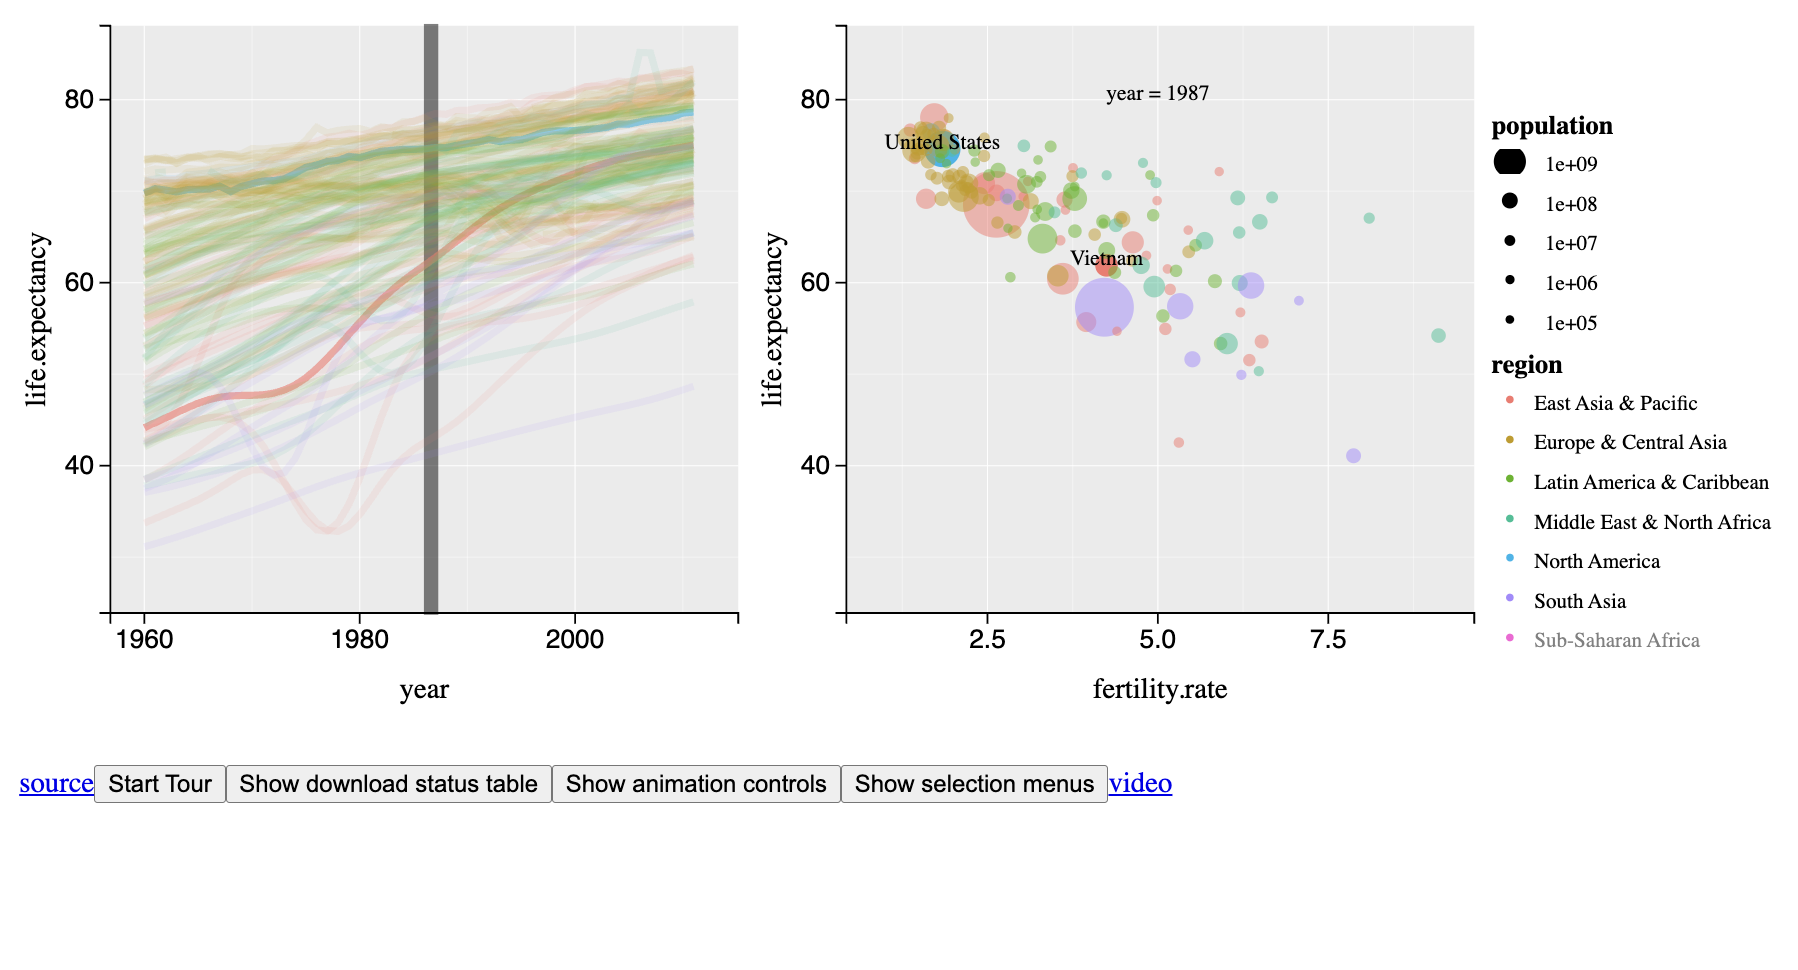 80
60
40
life.expectancy
1960
1980
2000
year
80
60
40
life.expectancy
year = 1987
United States
Vietnam
2.5
5.0
7.5
fertility.rate
population
1e+09
1e+08
1e+07
1e+06
1e+05
region
East Asia & Pacific
Europe & Central Asia
Latin America & Caribbean
Middle East & North Africa
North America
South Asia
Sub-Saharan Africa
source Start Tour Show download status table Show animation controls Show selection menus video